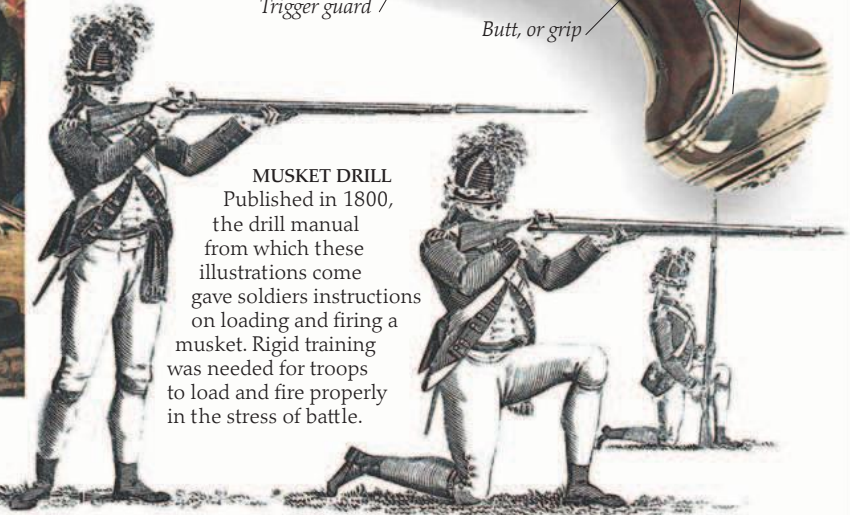 Trigger guard
Butt, or grip
MUSKET DRILL
Published in 1800,
the drill manual
from which these
illustrations come
gave soldiers instructions
on loading and firing a
musket. Rigid training
was needed for troops
to load and fire properly
in the stress of battle.